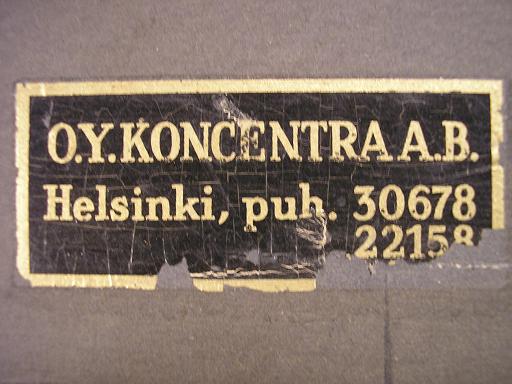 O.Y.KONCENTRA A.B.
Helsinki, puh. 30678
22158